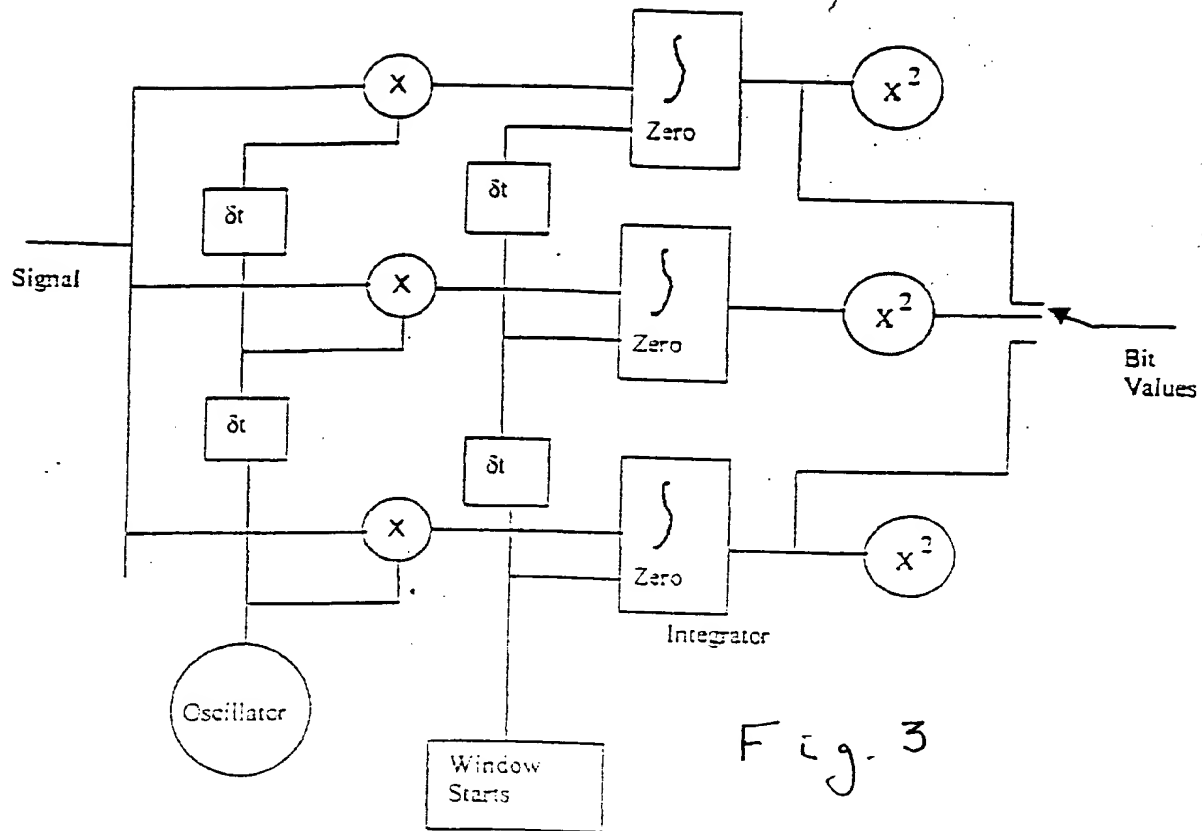 ∫
X
X²
Zero
δt
δt
Signal
∫
X
X²
Zero
Bit
Values
δt
δt
∫
X
X²
Zero
Integrator
Oscillator
Fig. 3
Window
Starts